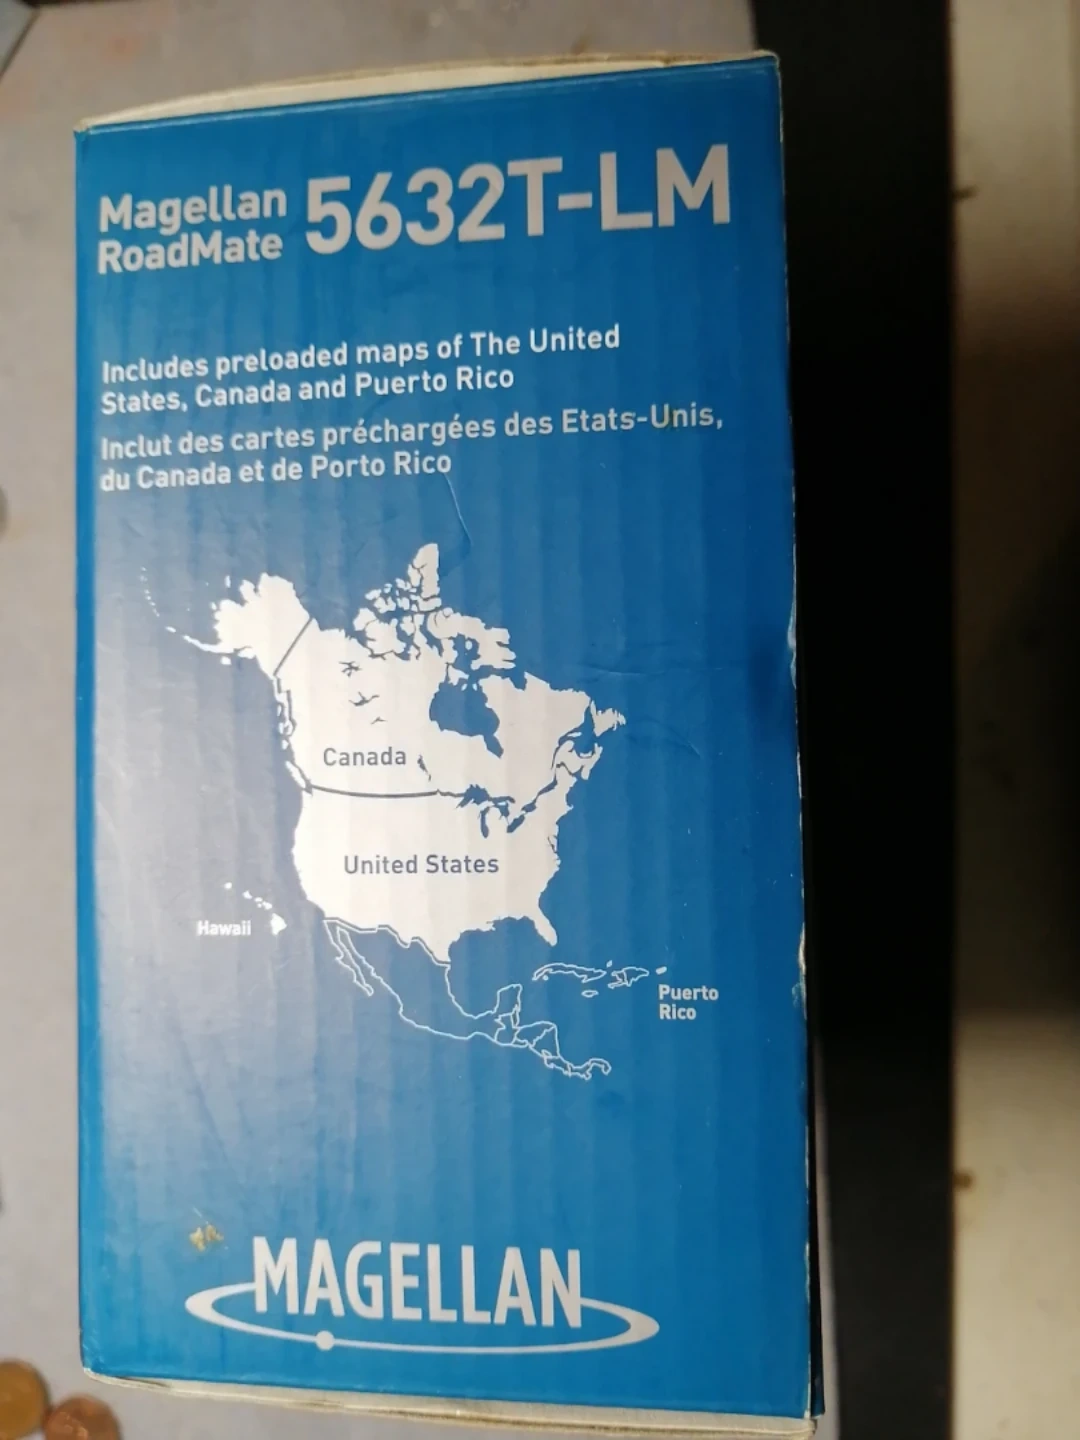 Magellan
RoadMate
5632T-LM
Includes preloaded maps of The United
States, Canada and Puerto Rico
Inclut des cartes préchargées des Etats-Unis,
du Canada et de Porto Rico
Canada
United States
Hawaii
Puerto
Rico
MAGELLAN